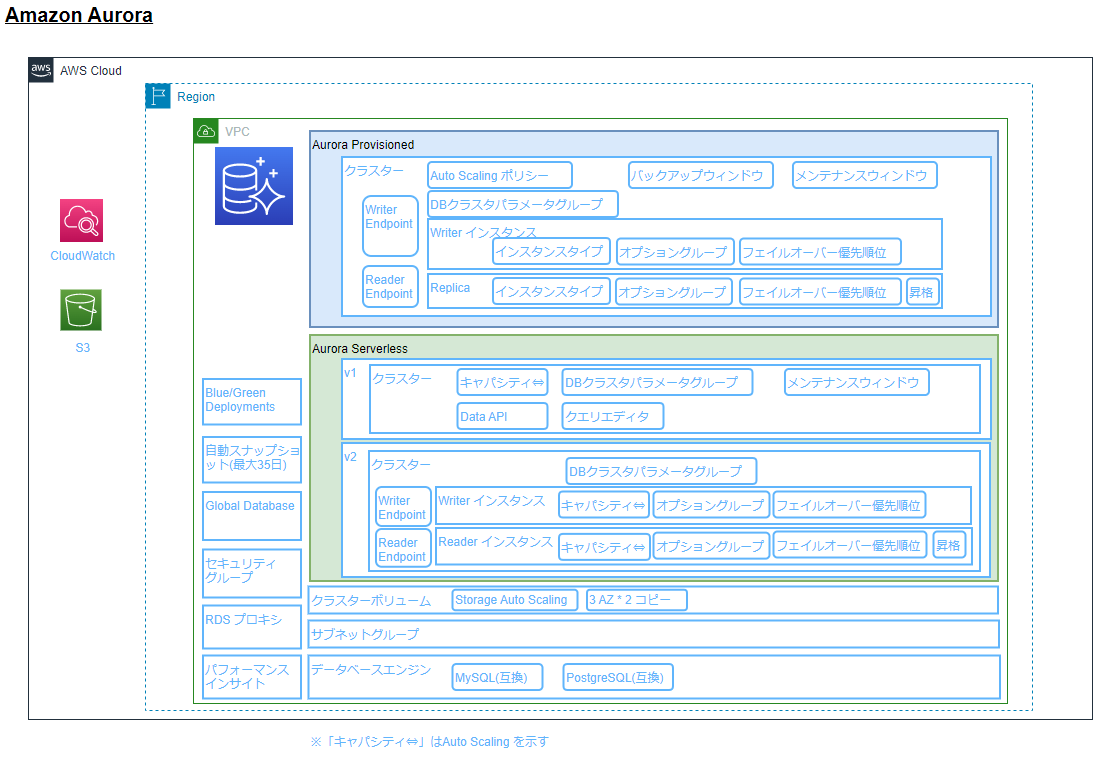 Amazon Aurora
aws
AWS Cloud
Region
VPC
CloudWatch
S3
Aurora Provisioned
クラスター
Auto Scaling ポリシー
バックアップウィンドウ
メンテナンスウィンドウ
DBクラスタパラメータグループ
Writer
Endpoint
Writer インスタンス
インスタンスタイプ
オプショングループ
フェイルオーバー優先順位
Reader
Endpoint
Replica
インスタンスタイプ
オプショングループ
フェイルオーバー優先順位
昇格
Aurora Serverless
v1
クラスター
キャパシティ⇔
DBクラスタパラメータグループ
メンテナンスウィンドウ
Data API
クエリエディタ
v2
クラスター
DBクラスタパラメータグループ
Writer
Endpoint
Writer インスタンス
キャパシティ⇔
オプショングループ
フェイルオーバー優先順位
Reader
Endpoint
Reader インスタンス
キャパシティ⇔
オプショングループ
フェイルオーバー優先順位
昇格
Blue/Green
Deployments
自動スナップショ
ット(最大35日)
Global Database
セキュリティ
グループ
RDS プロキシ
パフォーマンス
インサイト
クラスターボリューム
Storage Auto Scaling
3 AZ * 2 コピー
サブネットグループ
データベースエンジン
MySQL(互換)
PostgreSQL(互換)
※「キャパシティ⇔」はAuto Scaling を示す